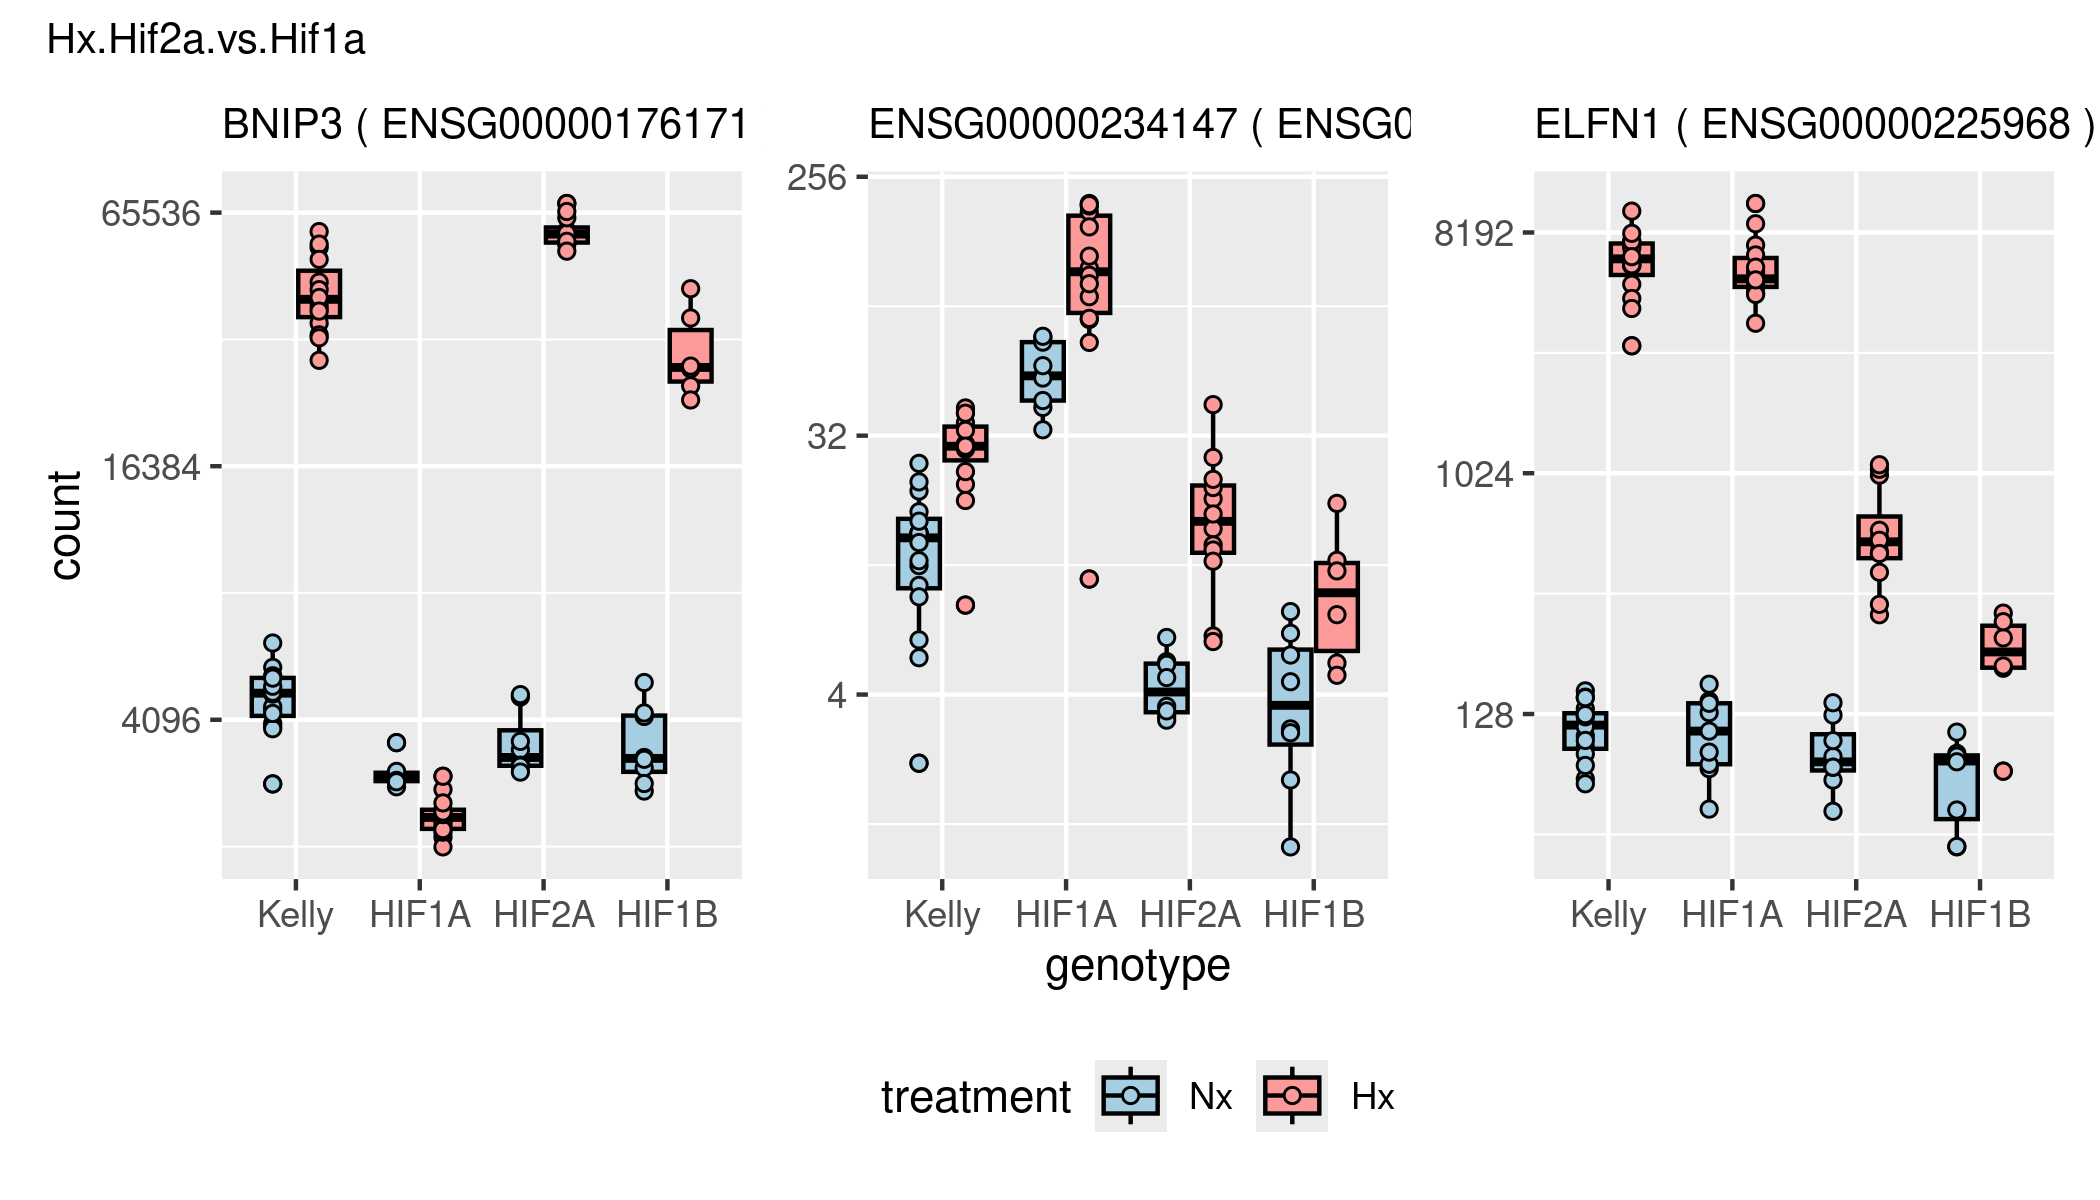 Hx.Hif2a.vs.Hif1a
BNIP3 ( ENSG00000176171
ENSG00000234147 ( ENSG0
ELFN1 ( ENSG00000225968 )
count
65536
16384
4096
256
32
4
8192
1024
128
Kelly HIF1A HIF2A HIF1B
Kelly HIF1A HIF2A HIF1B
Kelly HIF1A HIF2A HIF1B
genotype
treatment Nx Hx